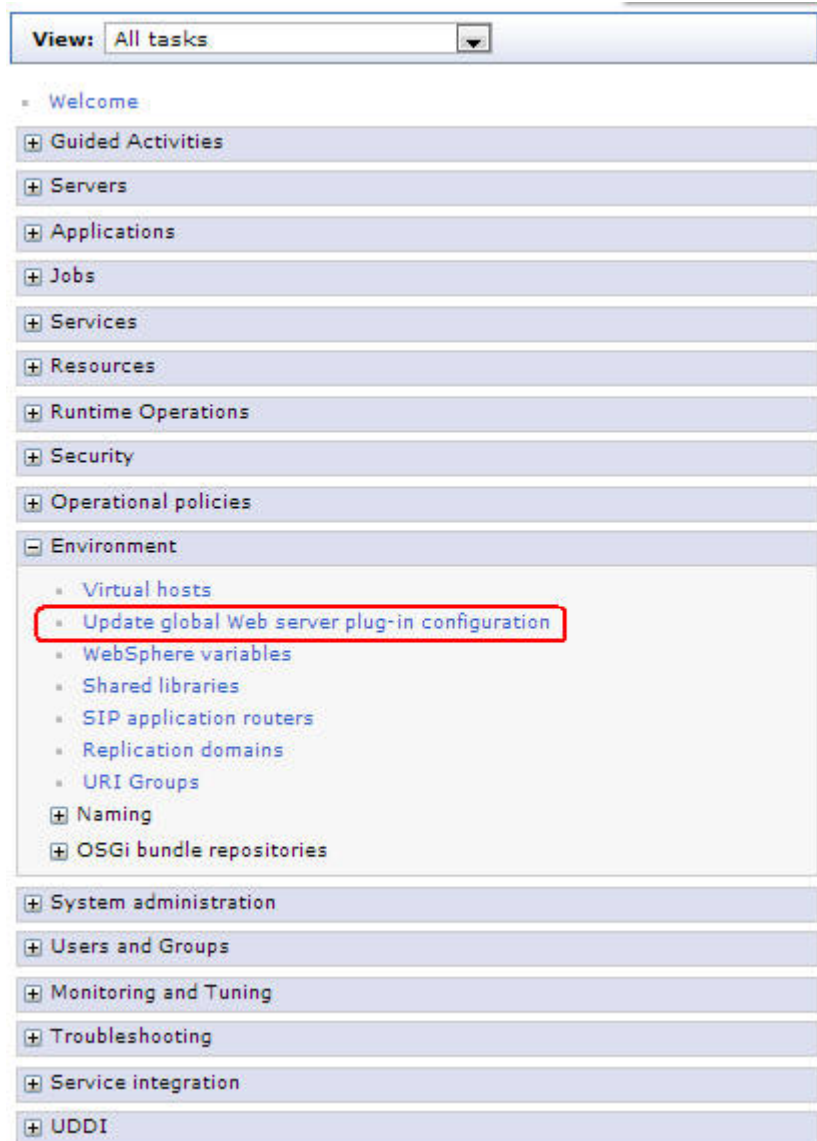 View: All tasks
Welcome
Guided Activities
Servers
Applications
Jobs
Services
Resources
Runtime Operations
Security
Operational policies
Environment
Virtual hosts
Update global Web server plug-in configuration
WebSphere variables
Shared libraries
SIP application routers
Replication domains
URI Groups
Naming
OSGi bundle repositories
System administration
Users and Groups
Monitoring and Tuning
Troubleshooting
Service integration
UDDI